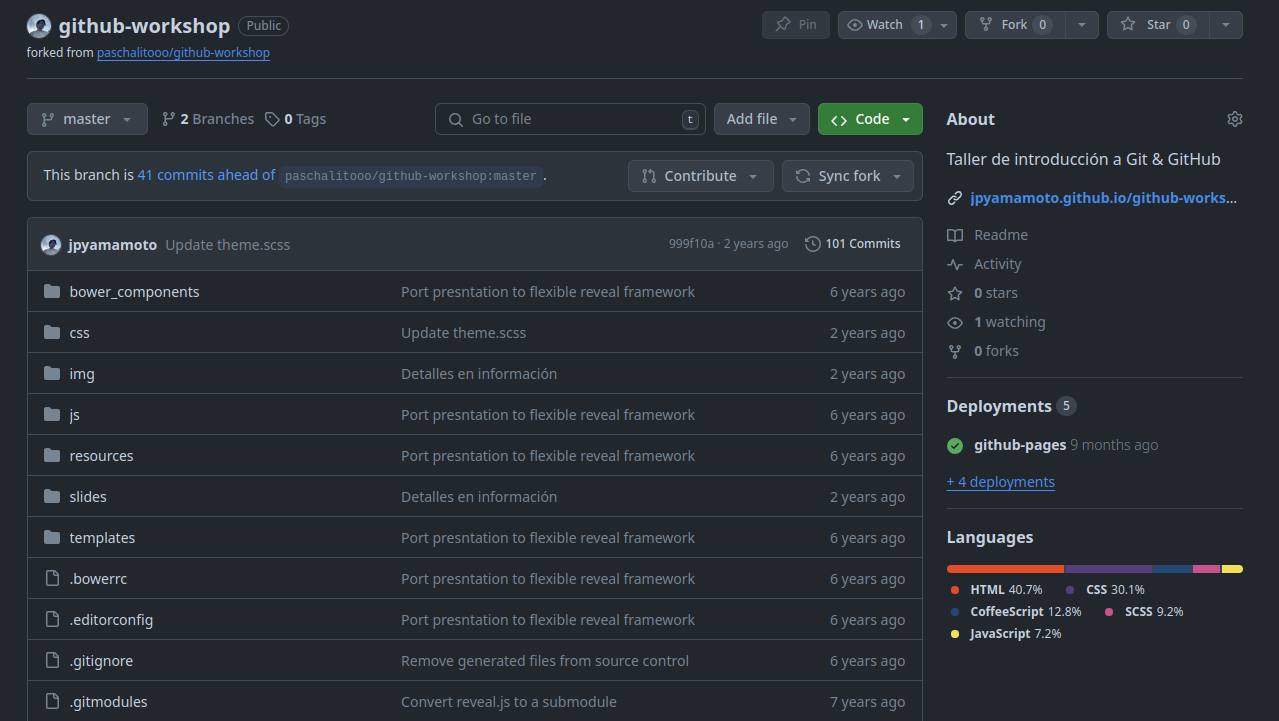 github-workshop Public Pin Watch 1 Fork 0 Star 0
forked from paschalitooo/github-workshop
master 2 Branches 0 Tags Go to file t Add file Code
This branch is 41 commits ahead of paschalitooo/github-workshop:master . Contribute Sync fork
jpyamamoto Update theme.scss 999f10a · 2 years ago 101 Commits
bower_components Port presntation to flexible reveal framework 6 years ago
css Update theme.scss 2 years ago
img Detalles en información 2 years ago
js Port presntation to flexible reveal framework 6 years ago
resources Port presntation to flexible reveal framework 6 years ago
slides Detalles en información 2 years ago
templates Port presntation to flexible reveal framework 6 years ago
.bowerrc Port presntation to flexible reveal framework 6 years ago
.editorconfig Port presntation to flexible reveal framework 6 years ago
.gitignore Remove generated files from source control 6 years ago
.gitmodules Convert reveal.js to a submodule 7 years ago
About
Taller de introducción a Git & GitHub
jpyamamoto.github.io/github-works...
Readme
Activity
0 stars
1 watching
0 forks
Deployments 5
github-pages 9 months ago
+ 4 deployments
Languages
HTML 40.7% CSS 30.1%
CoffeeScript 12.8% SCSS 9.2%
JavaScript 7.2%